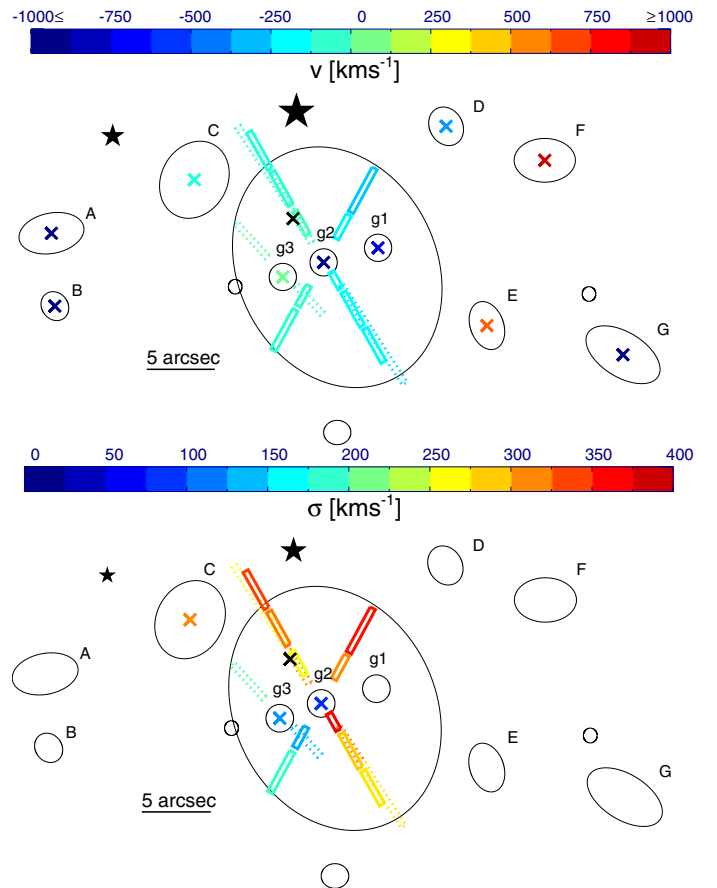 -1000≤ -750 -500 -250 0 250 500 750 ≥1000
v [kms⁻¹]
D
C
F
A
g1
g2
g3
B
E
G
5 arcsec
0 50 100 150 200 250 300 350 400
σ [kms⁻¹]
D
C
F
A
g1
g2
g3
B
E
G
5 arcsec